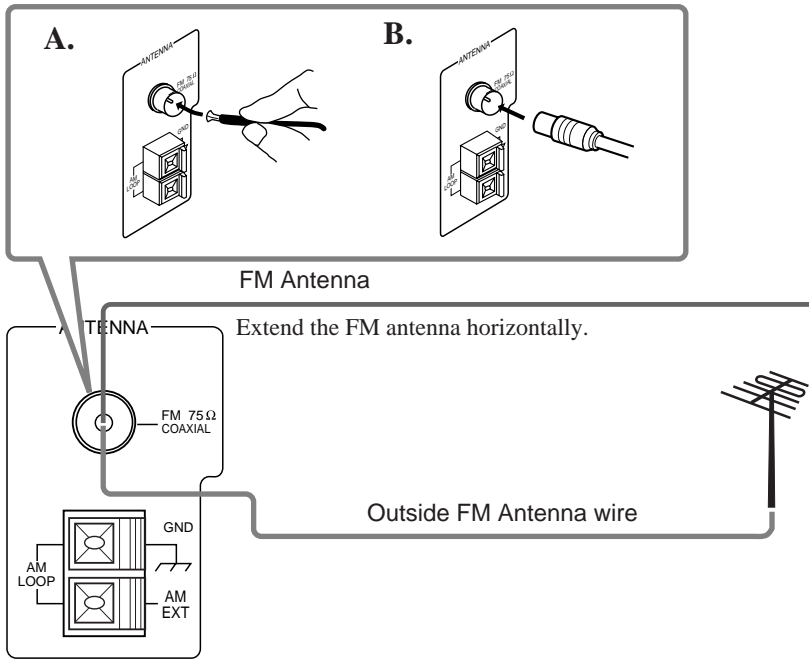 A.
ANTENNA
FM 75Ω
COAXIAL
GND
AM
LOOP
B.
ANTENNA
FM 75Ω
COAXIAL
GND
AM
LOOP
FM Antenna
Extend the FM antenna horizontally.
ANTENNA
FM 75Ω
COAXIAL
Outside FM Antenna wire
GND
AM
LOOP
AM
EXT